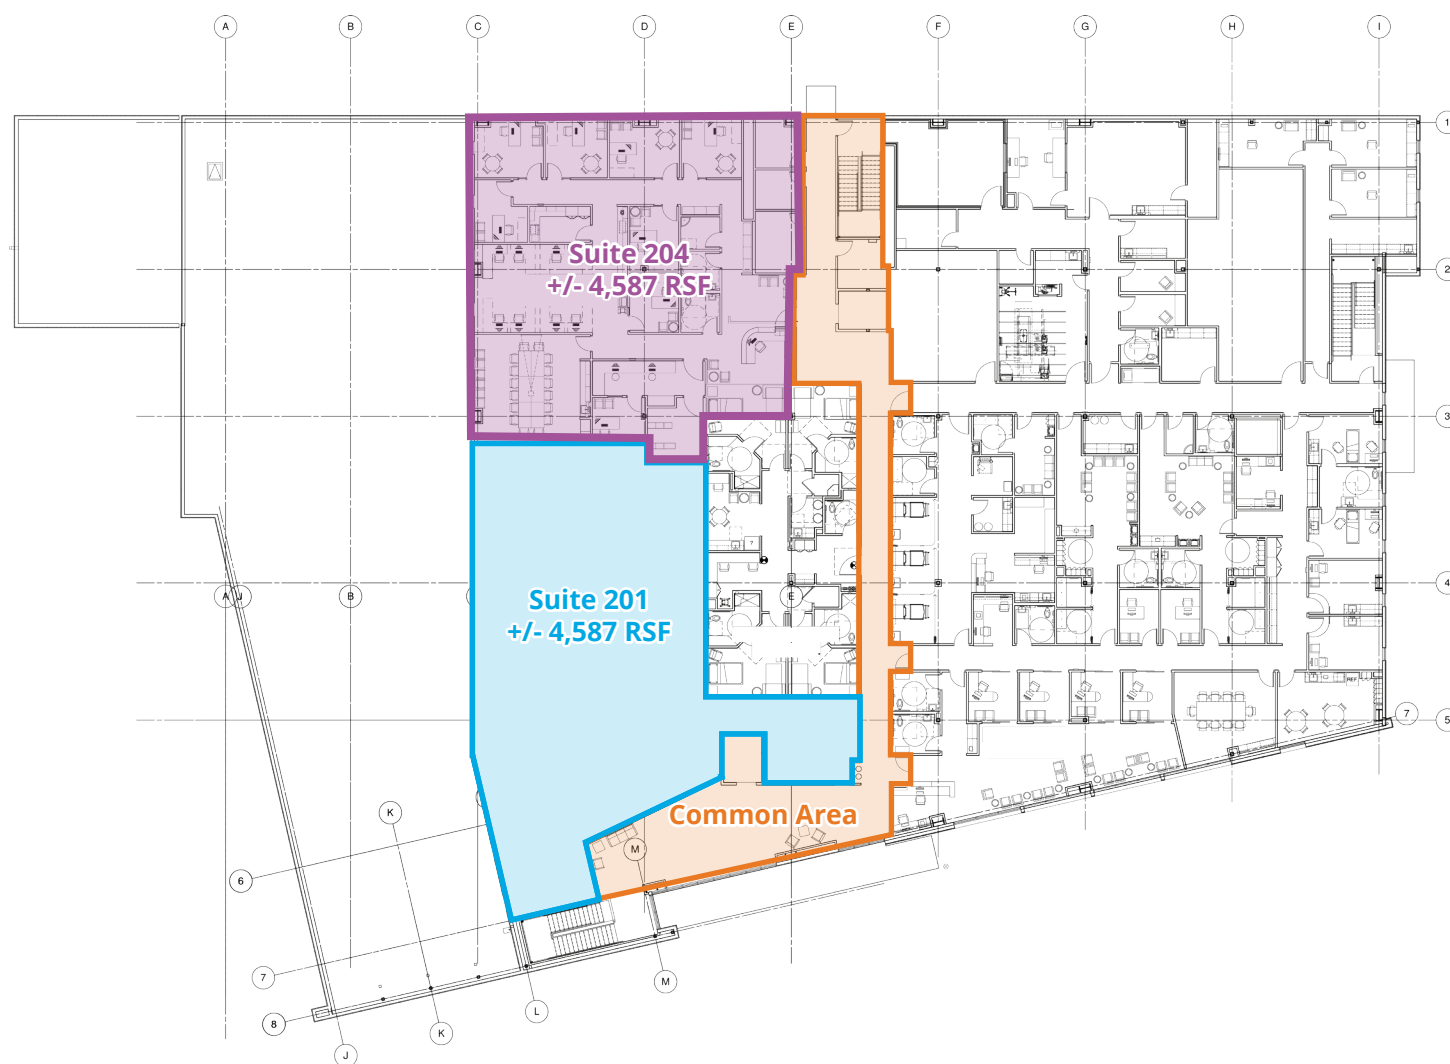 A B C D E F G H I
1
Suite 204
+/- 4,587 RSF
2
3
4
A J B E
Suite 201
+/- 4,587 RSF
REF
7
5
K
Common Area
M
6
7
M
L
8
K
J